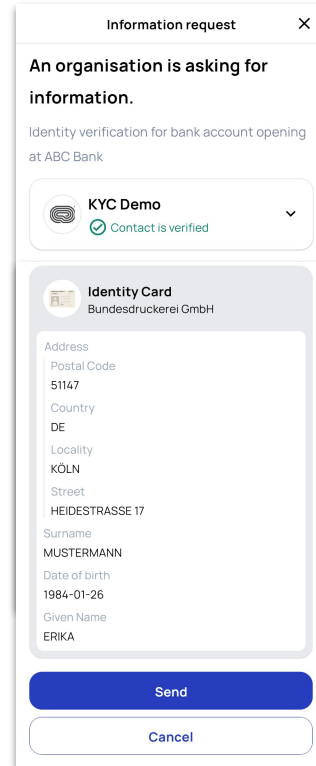 Information request
An organisation is asking for
information.
Identity verification for bank account opening
at ABC Bank
KYC Demo
Contact is verified
Identity Card
Bundesdruckerei GmbH
Address
Postal Code
51147
Country
DE
Locality
KÖLN
Street
HEIDESTRASSE 17
Surname
MUSTERMANN
Date of birth
1984-01-26
Given Name
ERIKA
Send
Cancel